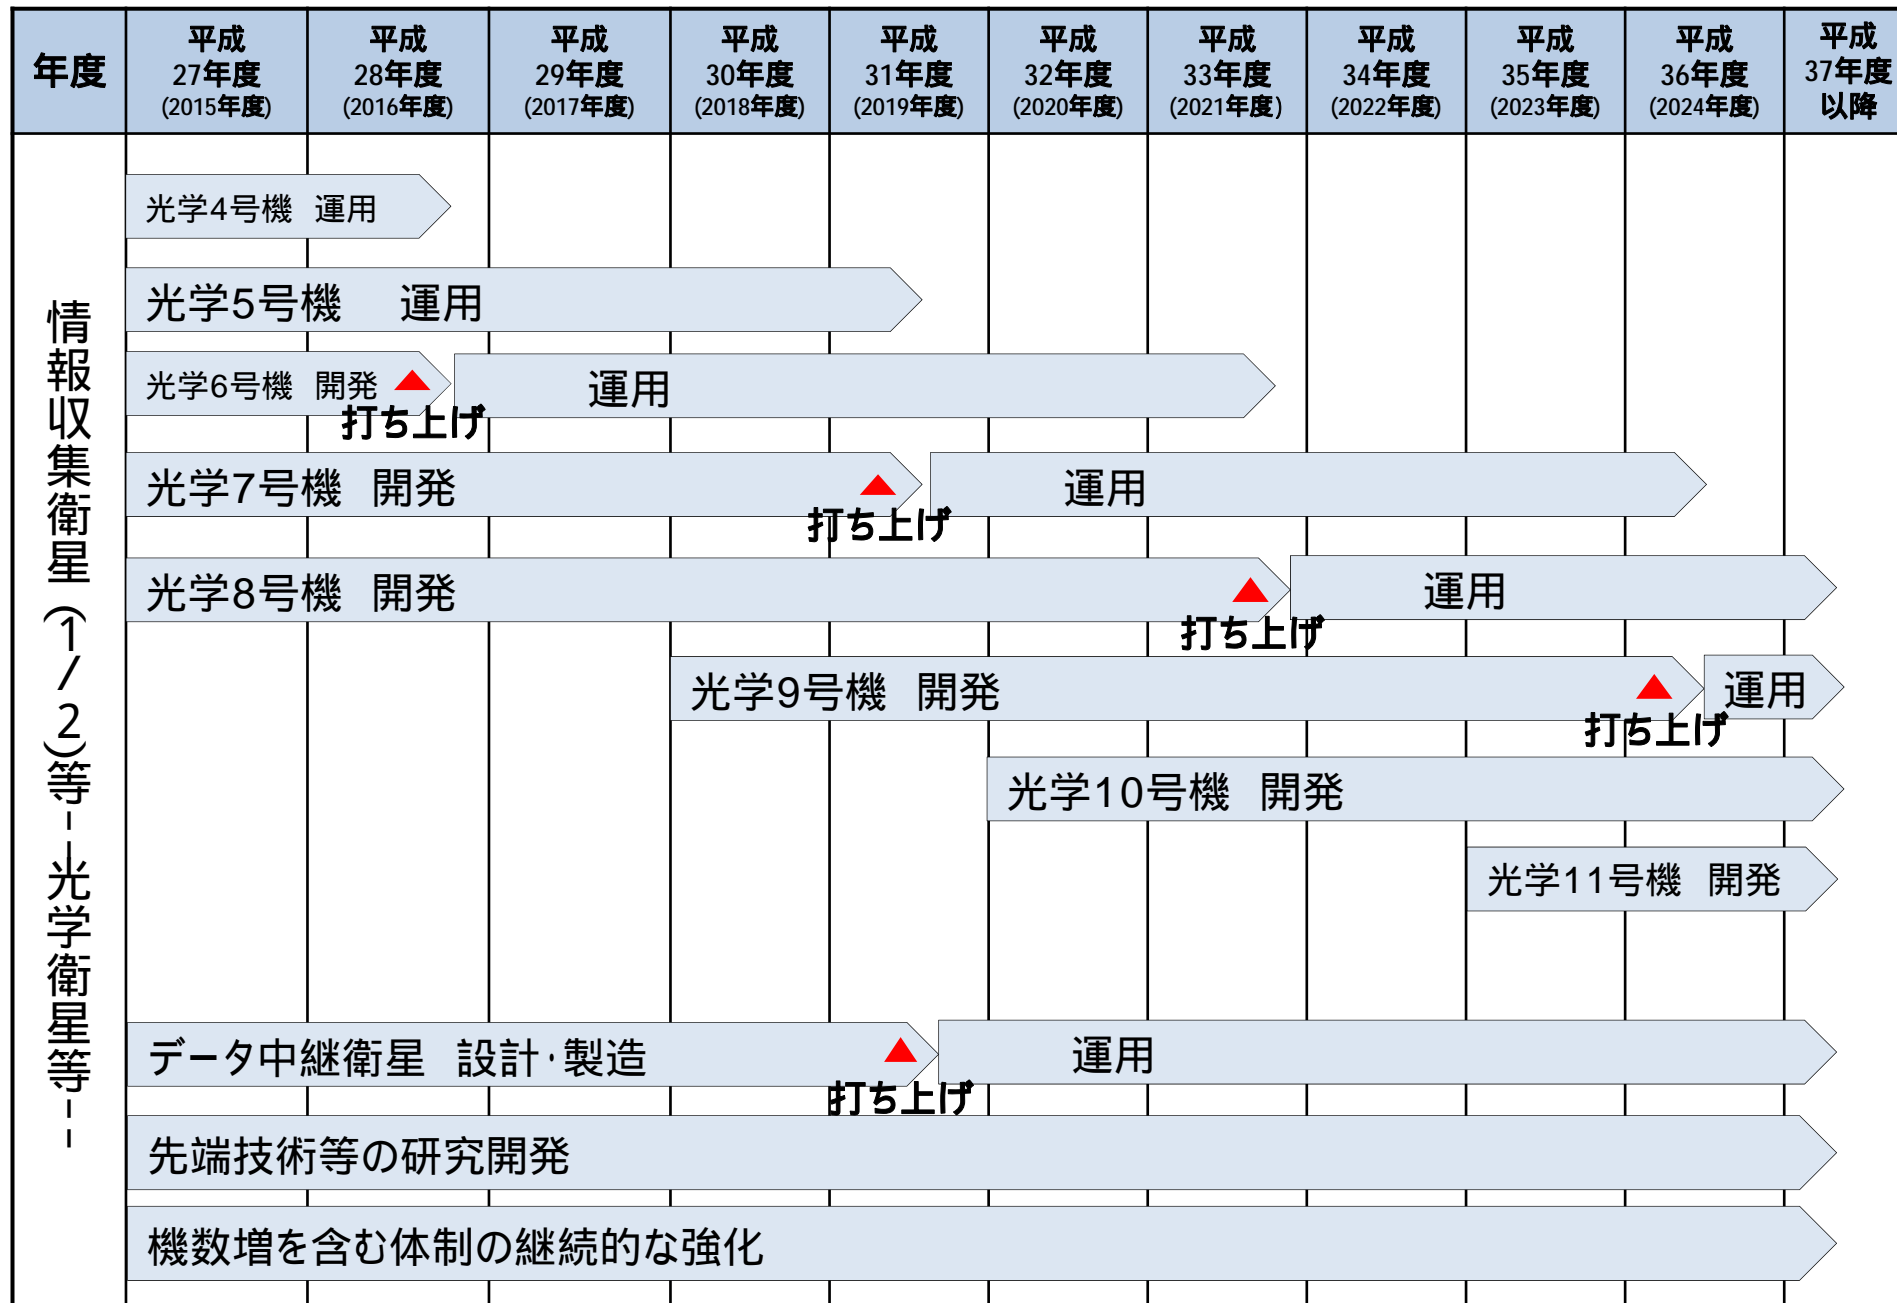 年度
平成
27年度
(2015年度)
平成
28年度
(2016年度)
平成
29年度
(2017年度)
平成
30年度
(2018年度)
平成
31年度
(2019年度)
平成
32年度
(2020年度)
平成
33年度
(2021年度)
平成
34年度
(2022年度)
平成
35年度
(2023年度)
平成
36年度
(2024年度)
平成
37年度
以降
情報収集衛星(1/2)等--光学衛星等--
光学4号機 運用
光学5号機 運用
光学6号機 開発
打ち上げ
運用
光学7号機 開発
打ち上げ
運用
光学8号機 開発
打ち上げ
運用
光学9号機 開発
打ち上げ
運用
光学10号機 開発
光学11号機 開発
データ中継衛星 設計・製造
打ち上げ
運用
先端技術等の研究開発
機数増を含む体制の継続的な強化